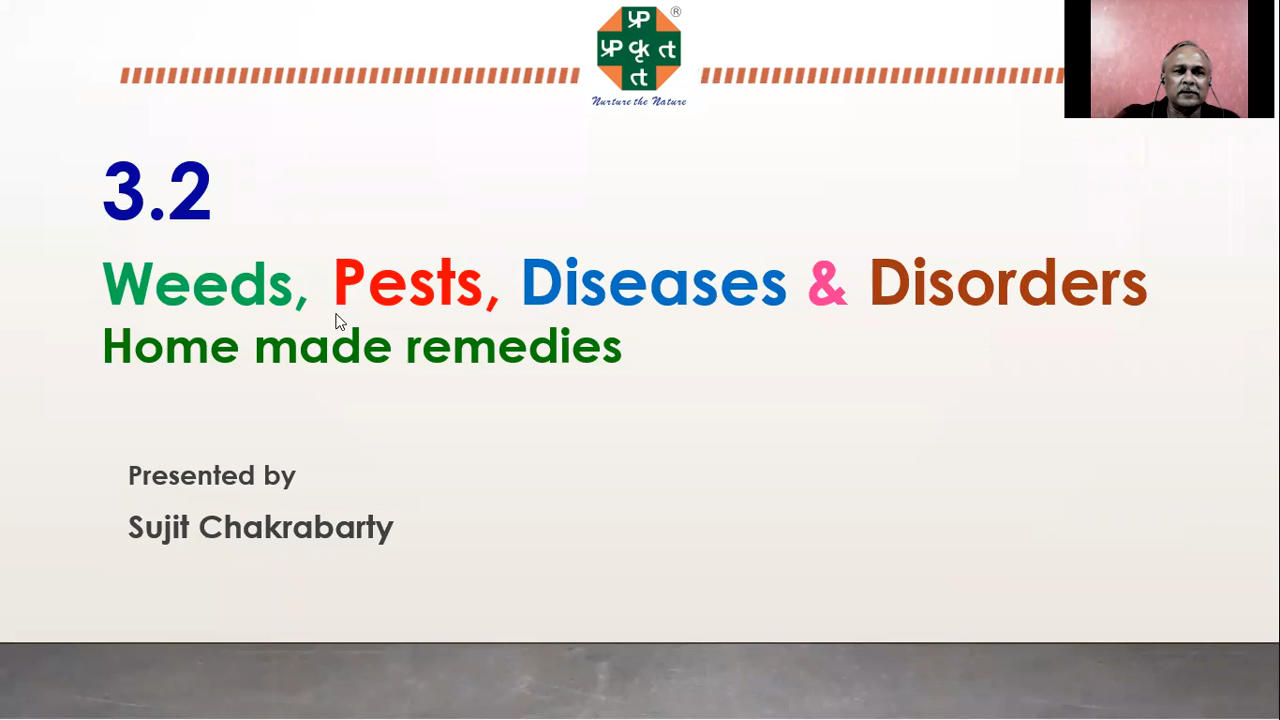 ®
Nurture the Nature
3.2
Weeds, Pests, Diseases & Disorders
Home made remedies
Presented by
Sujit Chakrabarty